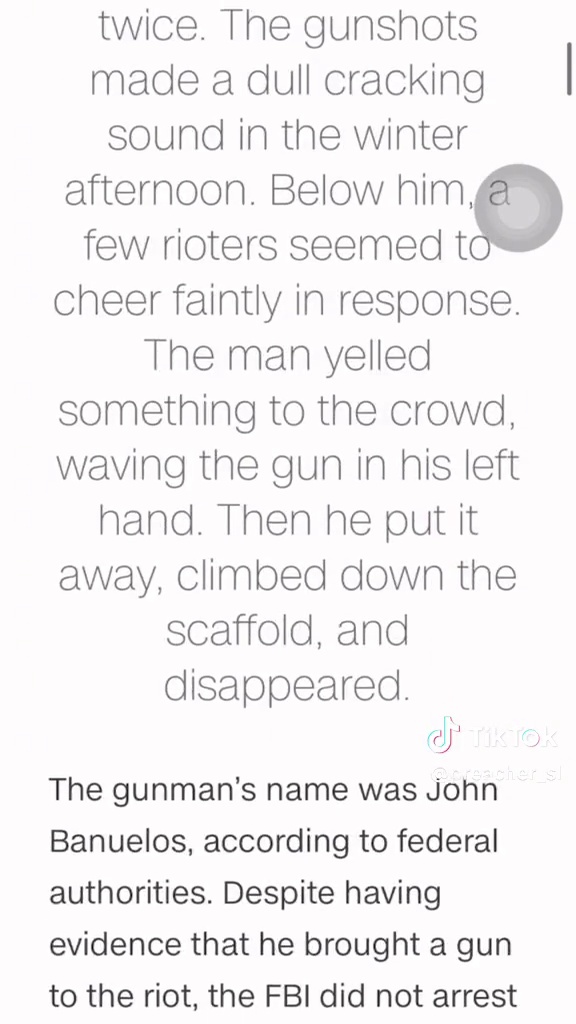 twice. The gunshots
made a dull cracking
sound in the winter
afternoon. Below him, a
few rioters seemed to
cheer faintly in response.
The man yelled
something to the crowd,
waving the gun in his left
hand. Then he put it
away, climbed down the
scaffold, and
disappeared.
TikTok
@preacher_sl
The gunman’s name was John
Banuelos, according to federal
authorities. Despite having
evidence that he brought a gun
to the riot, the FBI did not arrest